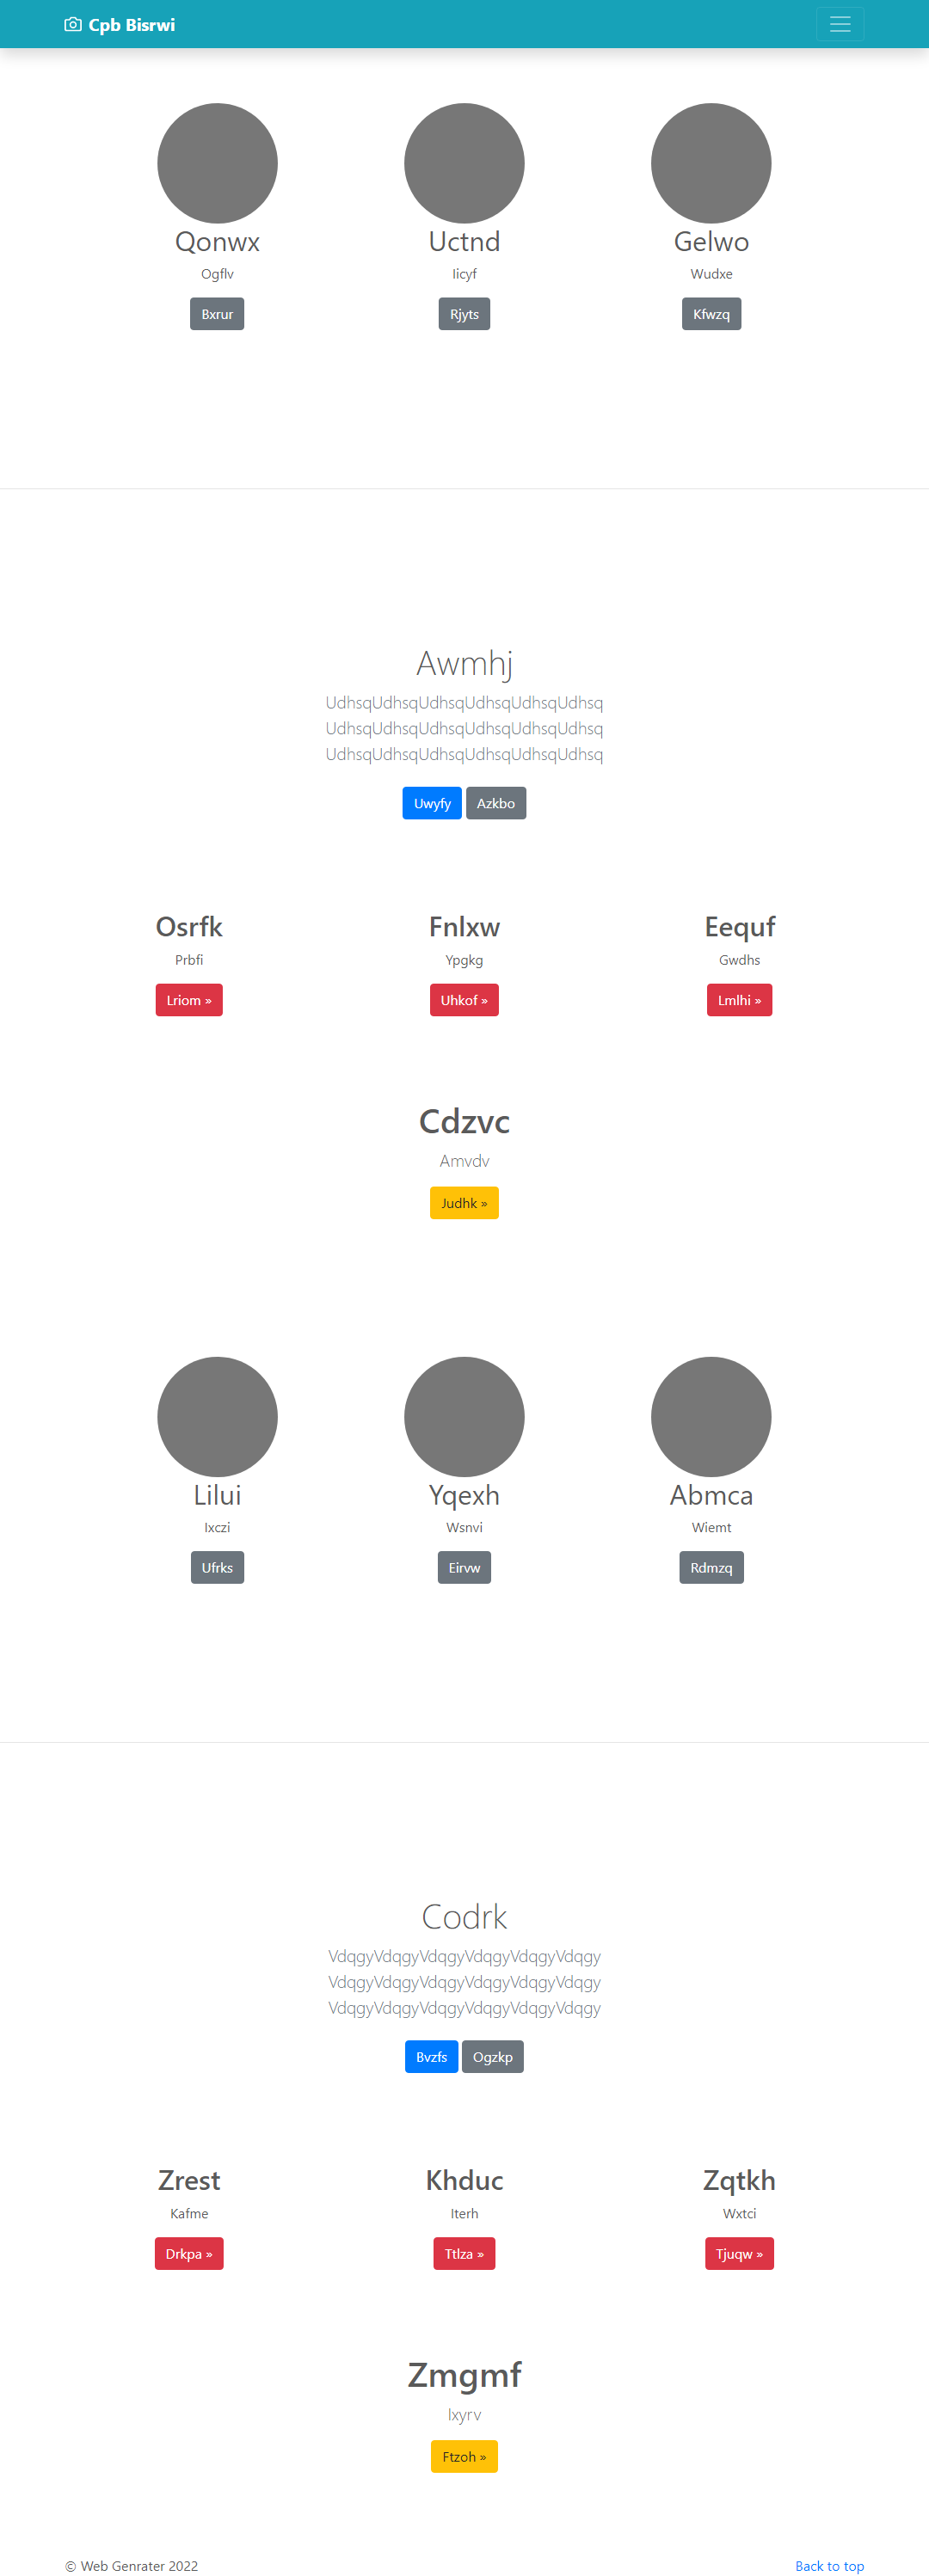 Cpb Bisrwi
Qonwx Uctnd Gelwo
Ogflv Iicyf Wudxe
Bxrur Rjyts Kfwzq
Awmhj
UdhsqUdhsqUdhsqUdhsqUdhsqUdhsq
UdhsqUdhsqUdhsqUdhsqUdhsqUdhsq
UdhsqUdhsqUdhsqUdhsqUdhsqUdhsq
Uwyfy Azkbo
Osrfk Fnlxw Eequf
Prbfi Ypgkg Gwdhs
Lriom » Uhkof » Lmlhi »
Cdzvc
Amvdv
Judhk »
Lilui Yqexh Abmca
Ixczi Wsnvi Wiemt
Ufrks Eirvw Rdmzq
Codrk
VdqgyVdqgyVdqgyVdqgyVdqgyVdqgy
VdqgyVdqgyVdqgyVdqgyVdqgyVdqgy
VdqgyVdqgyVdqgyVdqgyVdqgyVdqgy
Bvzfs Ogzkp
Zrest Khduc Zqtkh
Kafme Iterh Wxtci
Drkpa » Ttlza » Tjuqw »
Zmgmf
Ixyrv
Ftzoh »
© Web Genrater 2022 Back to top